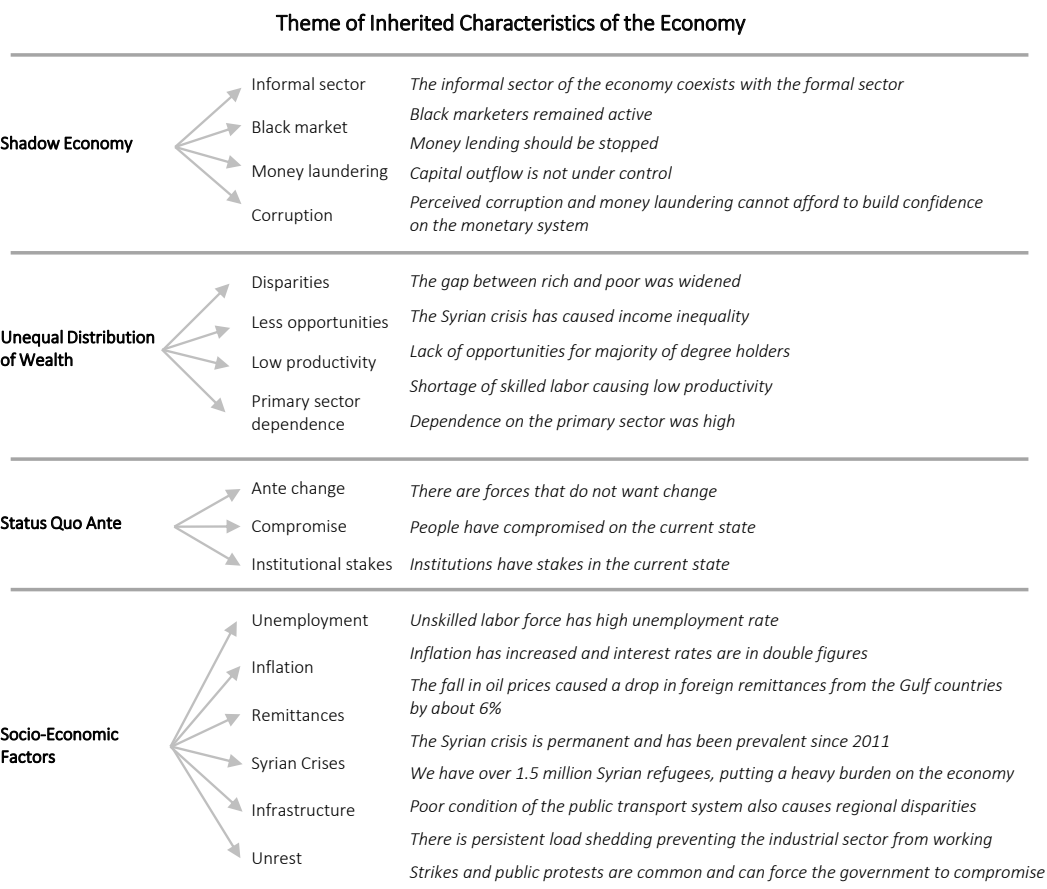 Theme of Inherited Characteristics of the Economy
Shadow Economy
Informal sector
Black market
Money laundering
Corruption
The informal sector of the economy coexists with the formal sector
Black marketers remained active
Money lending should be stopped
Capital outflow is not under control
Perceived corruption and money laundering cannot afford to build confidence
on the monetary system
Unequal Distribution
of Wealth
Disparities
Less opportunities
Low productivity
Primary sector
dependence
The gap between rich and poor was widened
The Syrian crisis has caused income inequality
Lack of opportunities for majority of degree holders
Shortage of skilled labor causing low productivity
Dependence on the primary sector was high
Status Quo Ante
Ante change
Compromise
Institutional stakes
There are forces that do not want change
People have compromised on the current state
Institutions have stakes in the current state
Socio-Economic
Factors
Unemployment
Inflation
Remittances
Syrian Crises
Infrastructure
Unrest
Unskilled labor force has high unemployment rate
Inflation has increased and interest rates are in double figures
The fall in oil prices caused a drop in foreign remittances from the Gulf countries
by about 6%
The Syrian crisis is permanent and has been prevalent since 2011
We have over 1.5 million Syrian refugees, putting a heavy burden on the economy
Poor condition of the public transport system also causes regional disparities
There is persistent load shedding preventing the industrial sector from working
Strikes and public protests are common and can force the government to compromise